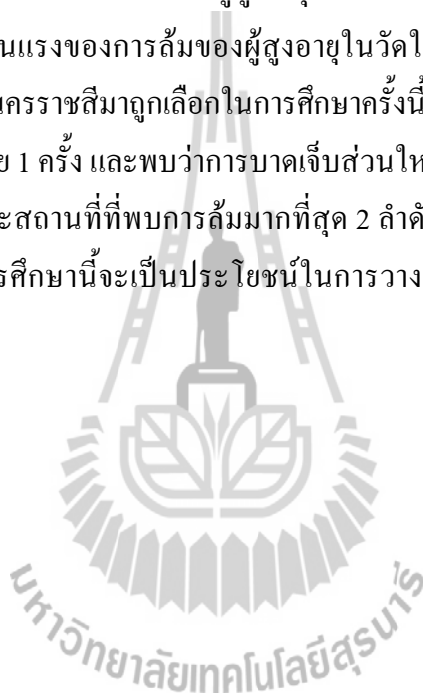 นแรงของการล้มของผู้สูงอายุในวัดใ
นครราชสีมาถูกเลือกในการศึกษาครั้งนี้
ย 1 ครั้ง และพบว่าการบาดเจ็บส่วนให
ะสถานที่ที่พบการล้มมากที่สุด 2 ลำดั
รศึกษานี้จะเป็นประโยชน์ในการวาง
มหาวิทยาลัยเทคโนโลยีสุรนารี